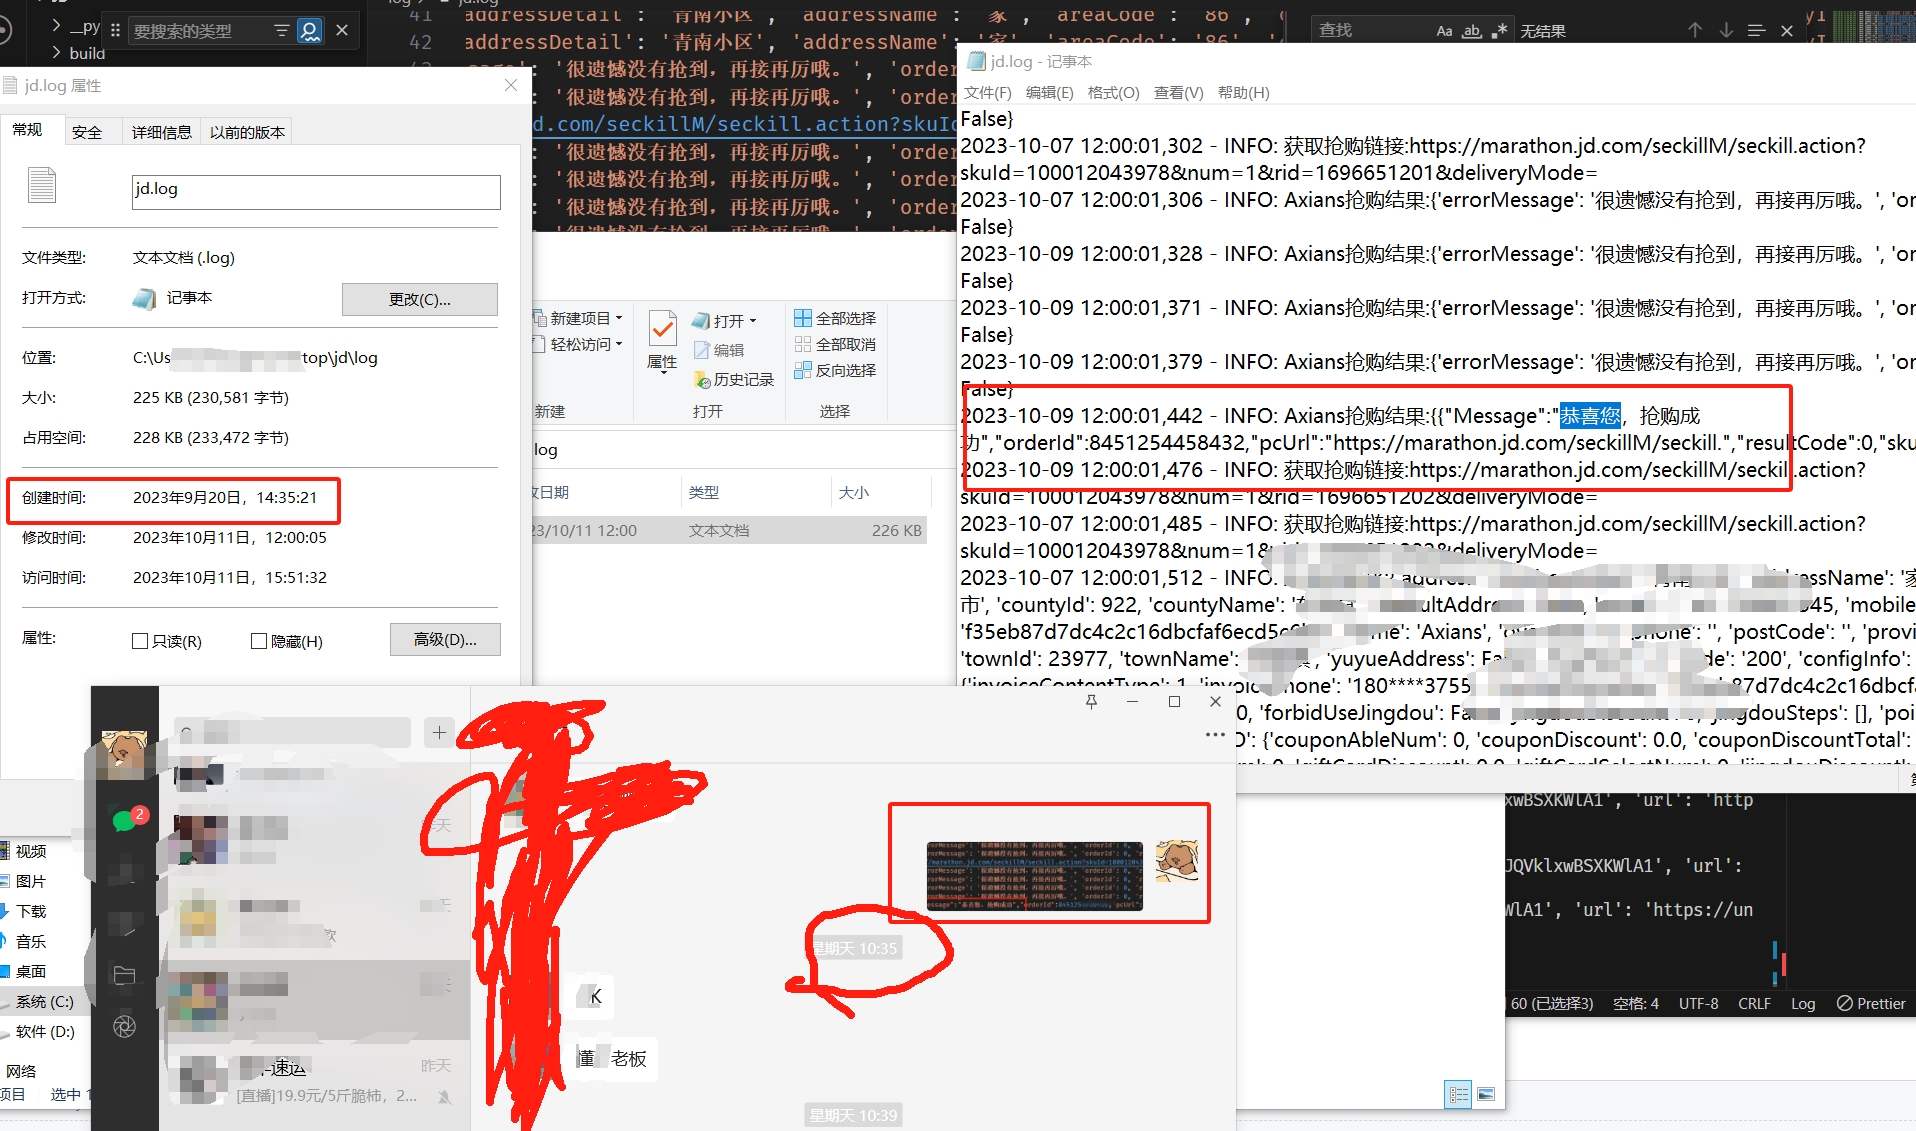 __py
build
要搜索的类型
41
addressDetail': '青南小区', 'addressName': '家', 'areaCode': '86',
42
addressDetail': '青南小区', 'addressName': '家', 'areaCode': '86',
': '很遗憾没有抢到，再接再厉哦。', 'order
': '很遗憾没有抢到，再接再厉哦。', 'order
d.com/seckillM/seckill.action?skuId
': '很遗憾没有抢到，再接再厉哦。', 'order
': '很遗憾没有抢到，再接再厉哦。', 'order
': '很遗憾没有抢到，再接再厉哦。', 'order
查找
Aa
ab
无结果
jd.log 属性
常规
安全
详细信息
以前的版本
jd.log
文件类型:
文本文档 (.log)
打开方式:
记事本
更改(C)...
位置:
C:\Us
top\jd\log
大小:
225 KB (230,581 字节)
占用空间:
228 KB (233,472 字节)
创建时间:
2023年9月20日，14:35:21
修改时间:
2023年10月11日，12:00:05
访问时间:
2023年10月11日，15:51:32
属性:
只读(R)
隐藏(H)
高级(D)...
新建项目
轻松访问
新建
属性
打开
编辑
历史记录
打开
全部选择
全部取消
反向选择
选择
log
日期
类型
大小
23/10/11 12:00
文本文档
226 KB
jd.log - 记事本
文件(F)
编辑(E)
格式(O)
查看(V)
帮助(H)
False}
2023-10-07 12:00:01,302 - INFO: 获取抢购链接:https://marathon.jd.com/seckillM/seckill.action?
skuId=100012043978&num=1&rid=1696651201&deliveryMode=
2023-10-07 12:00:01,306 - INFO: Axians抢购结果:{'errorMessage': '很遗憾没有抢到，再接再厉哦。', 'or
False}
2023-10-09 12:00:01,328 - INFO: Axians抢购结果:{'errorMessage': '很遗憾没有抢到，再接再厉哦。', 'or
False}
2023-10-09 12:00:01,371 - INFO: Axians抢购结果:{'errorMessage': '很遗憾没有抢到，再接再厉哦。', 'or
False}
2023-10-09 12:00:01,379 - INFO: Axians抢购结果:{'errorMessage': '很遗憾没有抢到，再接再厉哦。', 'or
False}
2023-10-09 12:00:01,442 - INFO: Axians抢购结果:{{"Message":"恭喜您，抢购成
功","orderId":8451254458432,"pcUrl":"https://marathon.jd.com/seckillM/seckill.","resultCode":0,"sku
2023-10-09 12:00:01,476 - INFO: 获取抢购链接:https://marathon.jd.com/seckillM/seckill.action?
skuId=100012043978&num=1&rid=1696651202&deliveryMode=
2023-10-07 12:00:01,485 - INFO: 获取抢购链接:https://marathon.jd.com/seckillM/seckill.action?
skuId=100012043978&num=1&
&deliveryMode=
2023-10-07 12:00:01,512 - INFO:
Name': '家
市', 'countyId': 922, 'countyName':
'mobile
'f35eb87d7dc4c2c16dbcfaf6ecd5c
': 'Axians',
'', 'postCode': '', 'provi
'townId': 23977, 'townName':
'yuyueAddress':
'200', 'configInfo':
{'invoiceContentType': 1,
'180****3755
87d7dc4c2c16dbcfa
0, 'forbidUseJingdou':
'jingdouSteps': [], 'poi
{'couponAbleNum': 0, 'couponDiscount': 0.0, 'couponDiscountTotal':
xwBSXKWlA1', 'url': 'http
JQVklxwBSXKWlA1', 'url':
WlA1', 'url': 'https://un
60 (已选择3)
空格: 4
UTF-8
CRLF
Log
Prettier
视频
图片
下载
音乐
桌面
系统 (C:)
软件 (D:)
网络
项目
选中 1
2
速运
昨天
[直播]19.9元/5斤脆柿，2...
星期天 10:35
K
懂
老板
星期天 10:39